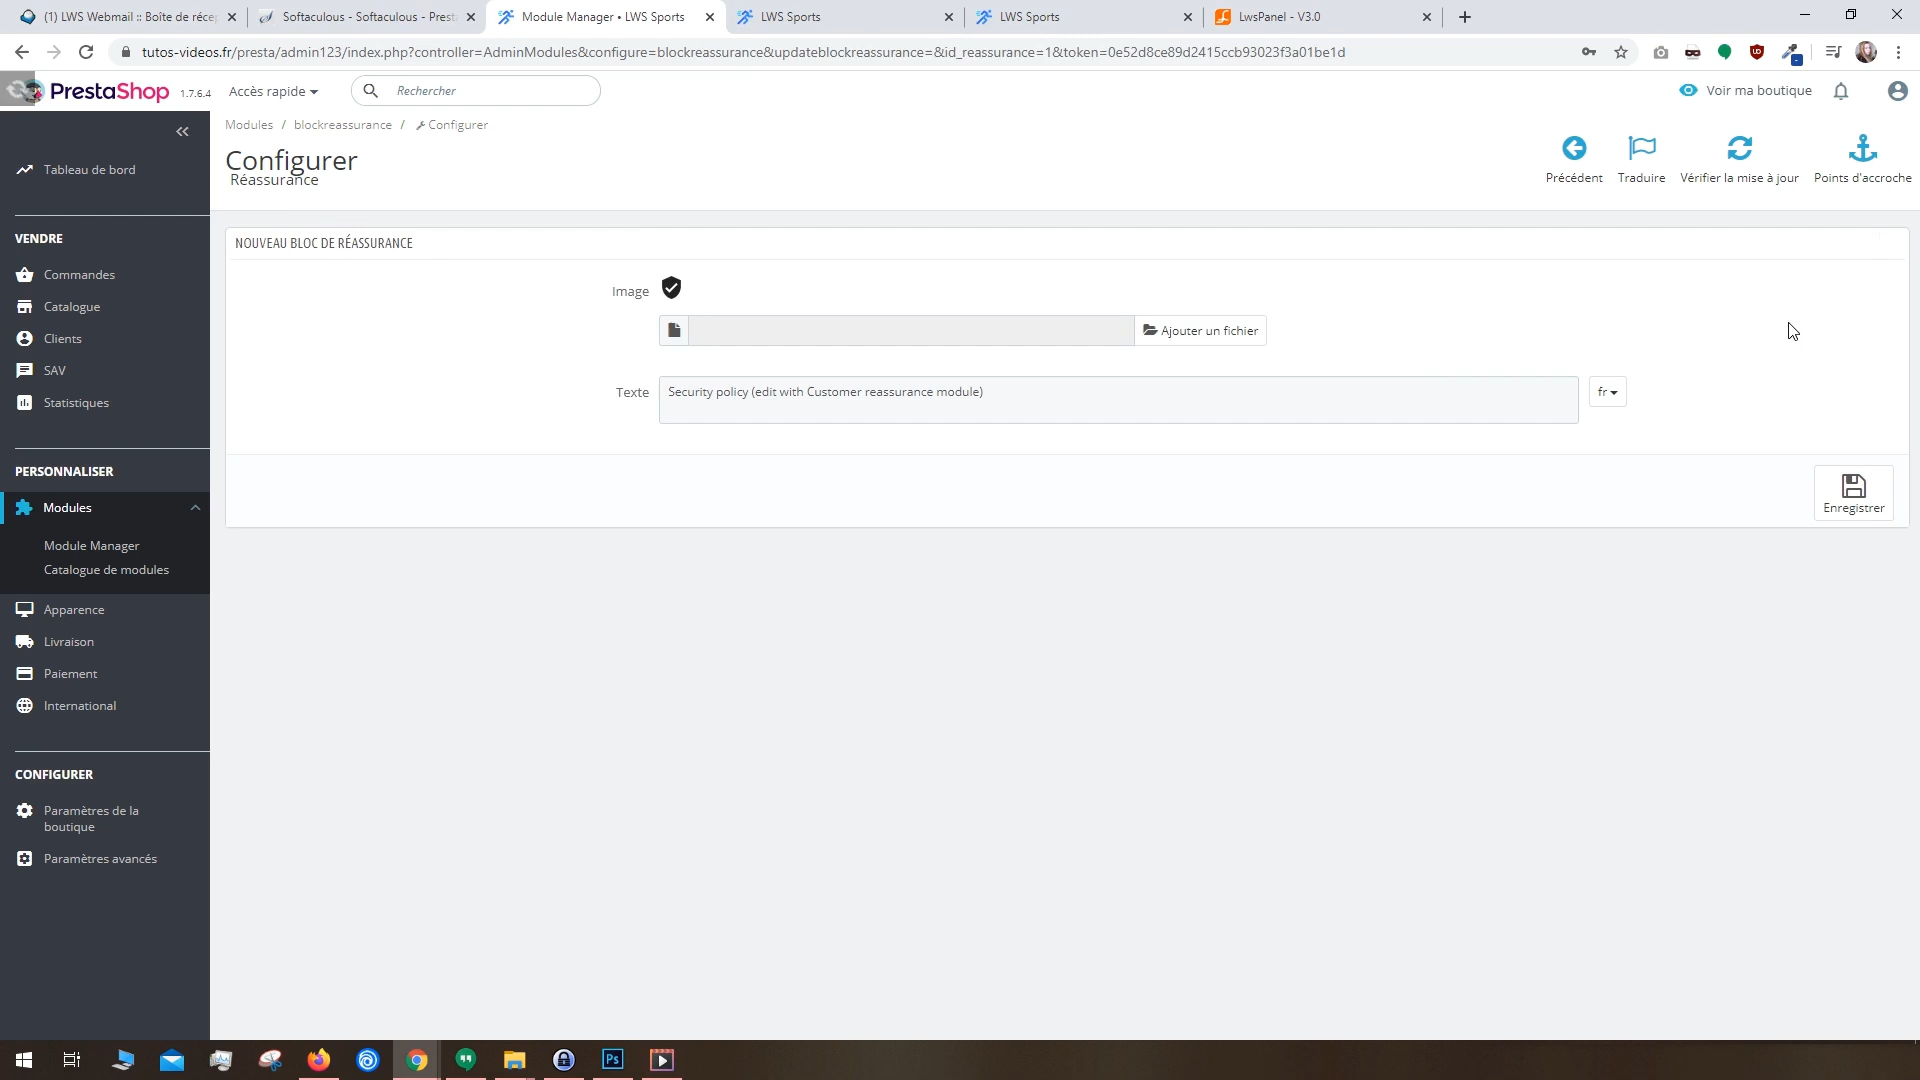 (1) LWS Webmail :: Boîte de récep
Softaculous - Softaculous - Prest
Module Manager • LWS Sports
LWS Sports
LWS Sports
LwsPanel - V3.0
tutos-videos.fr/presta/admin123/index.php?controller=AdminModules&configure=blockreassurance&updateblockreassurance=&id_reassurance=1&token=0e52d8ce89d2415ccb93023f3a01be1d
PrestaShop 1.7.6.4
Accès rapide
Rechercher
Voir ma boutique
Modules / blockreassurance / Configurer
Configurer
Réassurance
Précédent
Traduire
Vérifier la mise à jour
Points d'accroche
Tableau de bord
VENDRE
Commandes
Catalogue
Clients
SAV
Statistiques
PERSONNALISER
Modules
Module Manager
Catalogue de modules
Apparence
Livraison
Paiement
International
CONFIGURER
Paramètres de la
boutique
Paramètres avancés
NOUVEAU BLOC DE RÉASSURANCE
Image
Ajouter un fichier
Texte
Security policy (edit with Customer reassurance module)
fr
Enregistrer
Ps